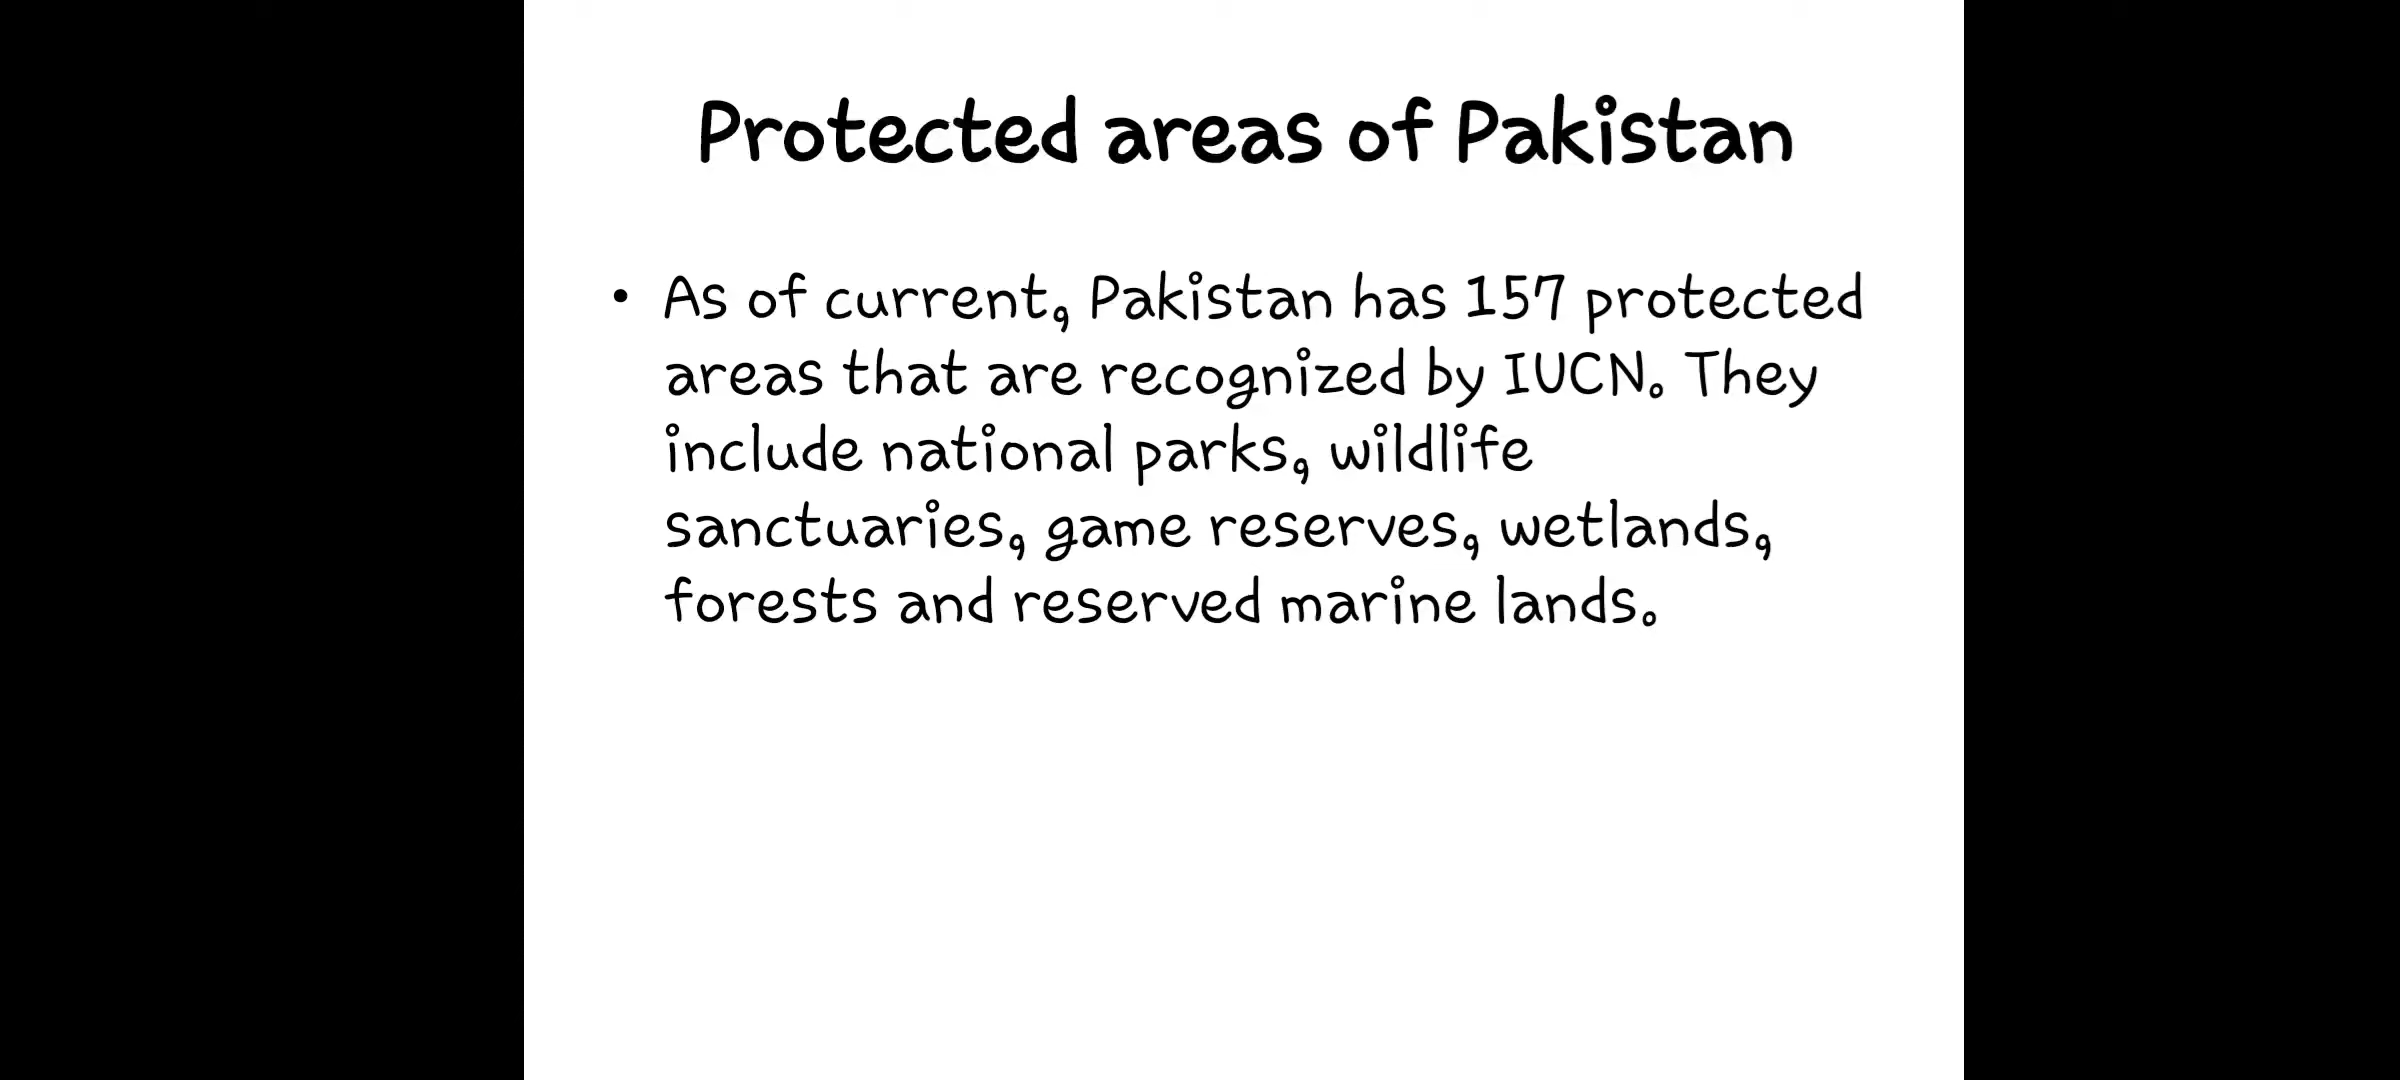 Protected areas of Pakistan
• As of current, Pakistan has 157 protected
areas that are recognized by IUCN. They
include national parks, wildlife
sanctuaries, game reserves, wetlands,
forests and reserved marine lands.